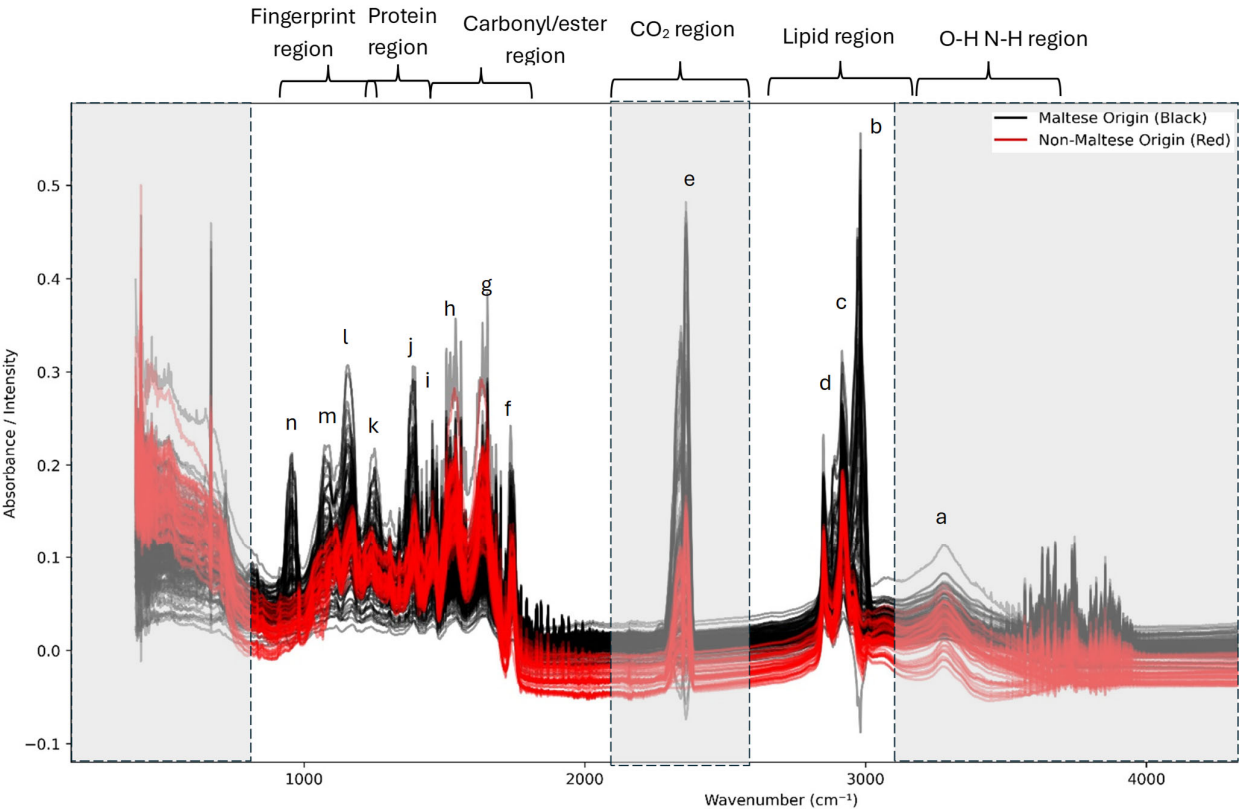 Fingerprint
region
Protein
region
Carbonyl/ester
region
CO₂ region
Lipid region
O-H N-H region
Maltese Origin (Black)
Non-Maltese Origin (Red)
b
e
g
c
h
l
j
d
i
f
m
k
n
a
0.5
0.4
0.3
0.2
0.1
0.0
−0.1
Absorbance / Intensity
1000
2000
3000
4000
Wavenumber (cm⁻¹)